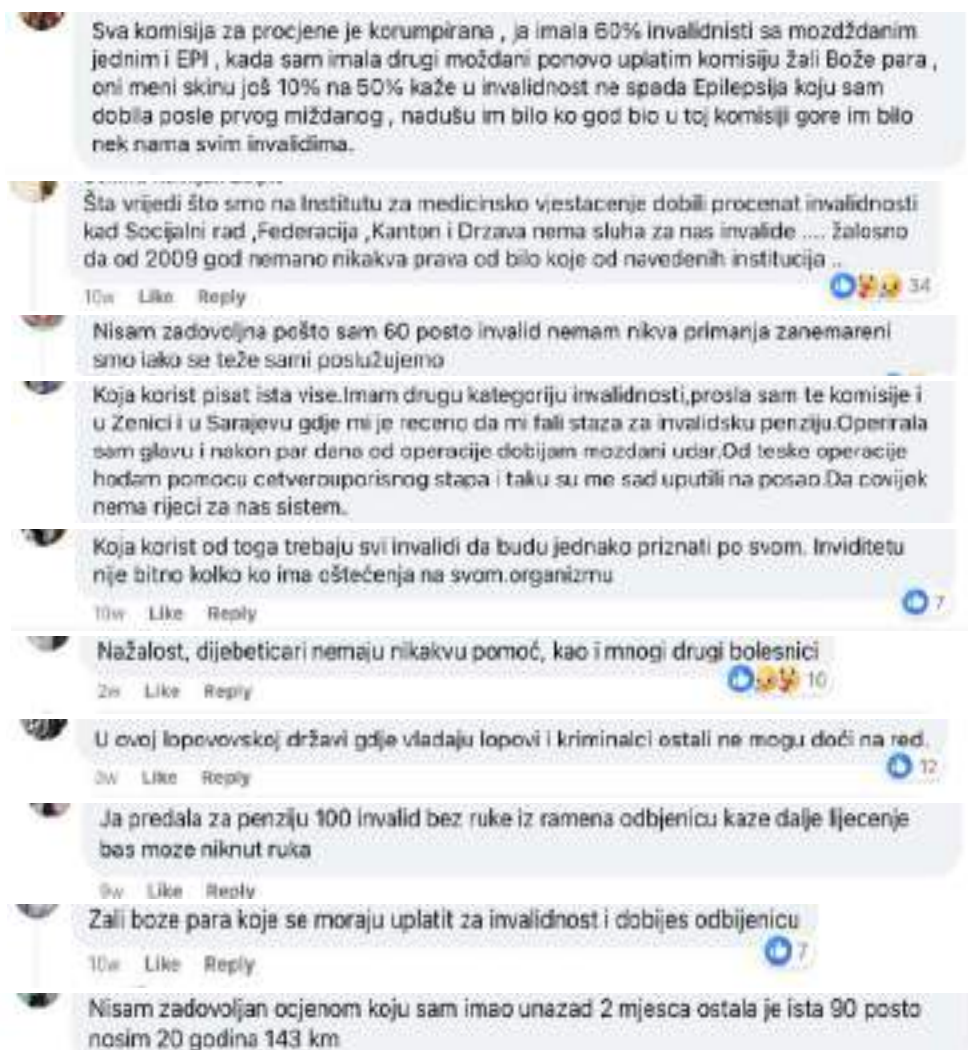 Sva komisija za procjene je korumpirana , ja imala 60% invalidnisti sa mozdždanim
jednim i EPI , kada sam imala drugi moždani ponovo uplatim komisiju žali Bože para ,
oni meni skinu još 10% na 50% kaže u invalidnost ne spada Epilepsija koju sam
dobila posle prvog miždanog , nadušu im bilo ko god bio u toj komisiji gore im bilo
nek nama svim invalidima.
Šta vrijedi što smo na Institutu za medicinsko vjestacenje dobili procenat invalidnosti
kad Socijalni rad ,Federacija ,Kanton i Drzava nema sluha za nas invalide .... žalosno
da od 2009 god nemano nikakva prava od bilo koje od navedenih institucija ..
10w Like Reply 34
Nisam zadovoljna pošto sam 60 posto invalid nemam nikva primanja zanemareni
smo iako se teže sami poslužujemo
Koja korist pisat ista vise.Imam drugu kategoriju invalidnosti,prosla sam te komisije i
u Zenici i u Sarajevu gdje mi je receno da mi fali staza za invalidsku penziju.Operirala
sam glavu i nakon par dana od operacije dobijam mozdani udar.Od teske operacije
hodam pomocu cetverouporisnog stapa i taku su me sad uputili na posao.Da covijek
nema rijeci za nas sistem.
Koja korist od toga trebaju svi invalidi da budu jednako priznati po svom. Inviditetu
nije bitno kolko ko ima oštećenja na svom.organizmu
10w Like Reply 7
Nažalost, dijebeticari nemaju nikakvu pomoć, kao i mnogi drugi bolesnici
2w Like Reply 10
U ovoj lopovovskoj državi gdje vladaju lopovi i kriminalci ostali ne mogu doći na red.
Like Reply 12
Ja predala za penziju 100 invalid bez ruke iz ramena odbjenicu kaze dalje lijecenje
bas moze niknut ruka
9w Like Reply
Zali boze para koje se moraju uplatit za invalidnost i dobijes odbijenicu
10w Like Reply 7
Nisam zadovoljan ocjenom koju sam imao unazad 2 mjesca ostala je ista 90 posto
nosim 20 godina 143 km